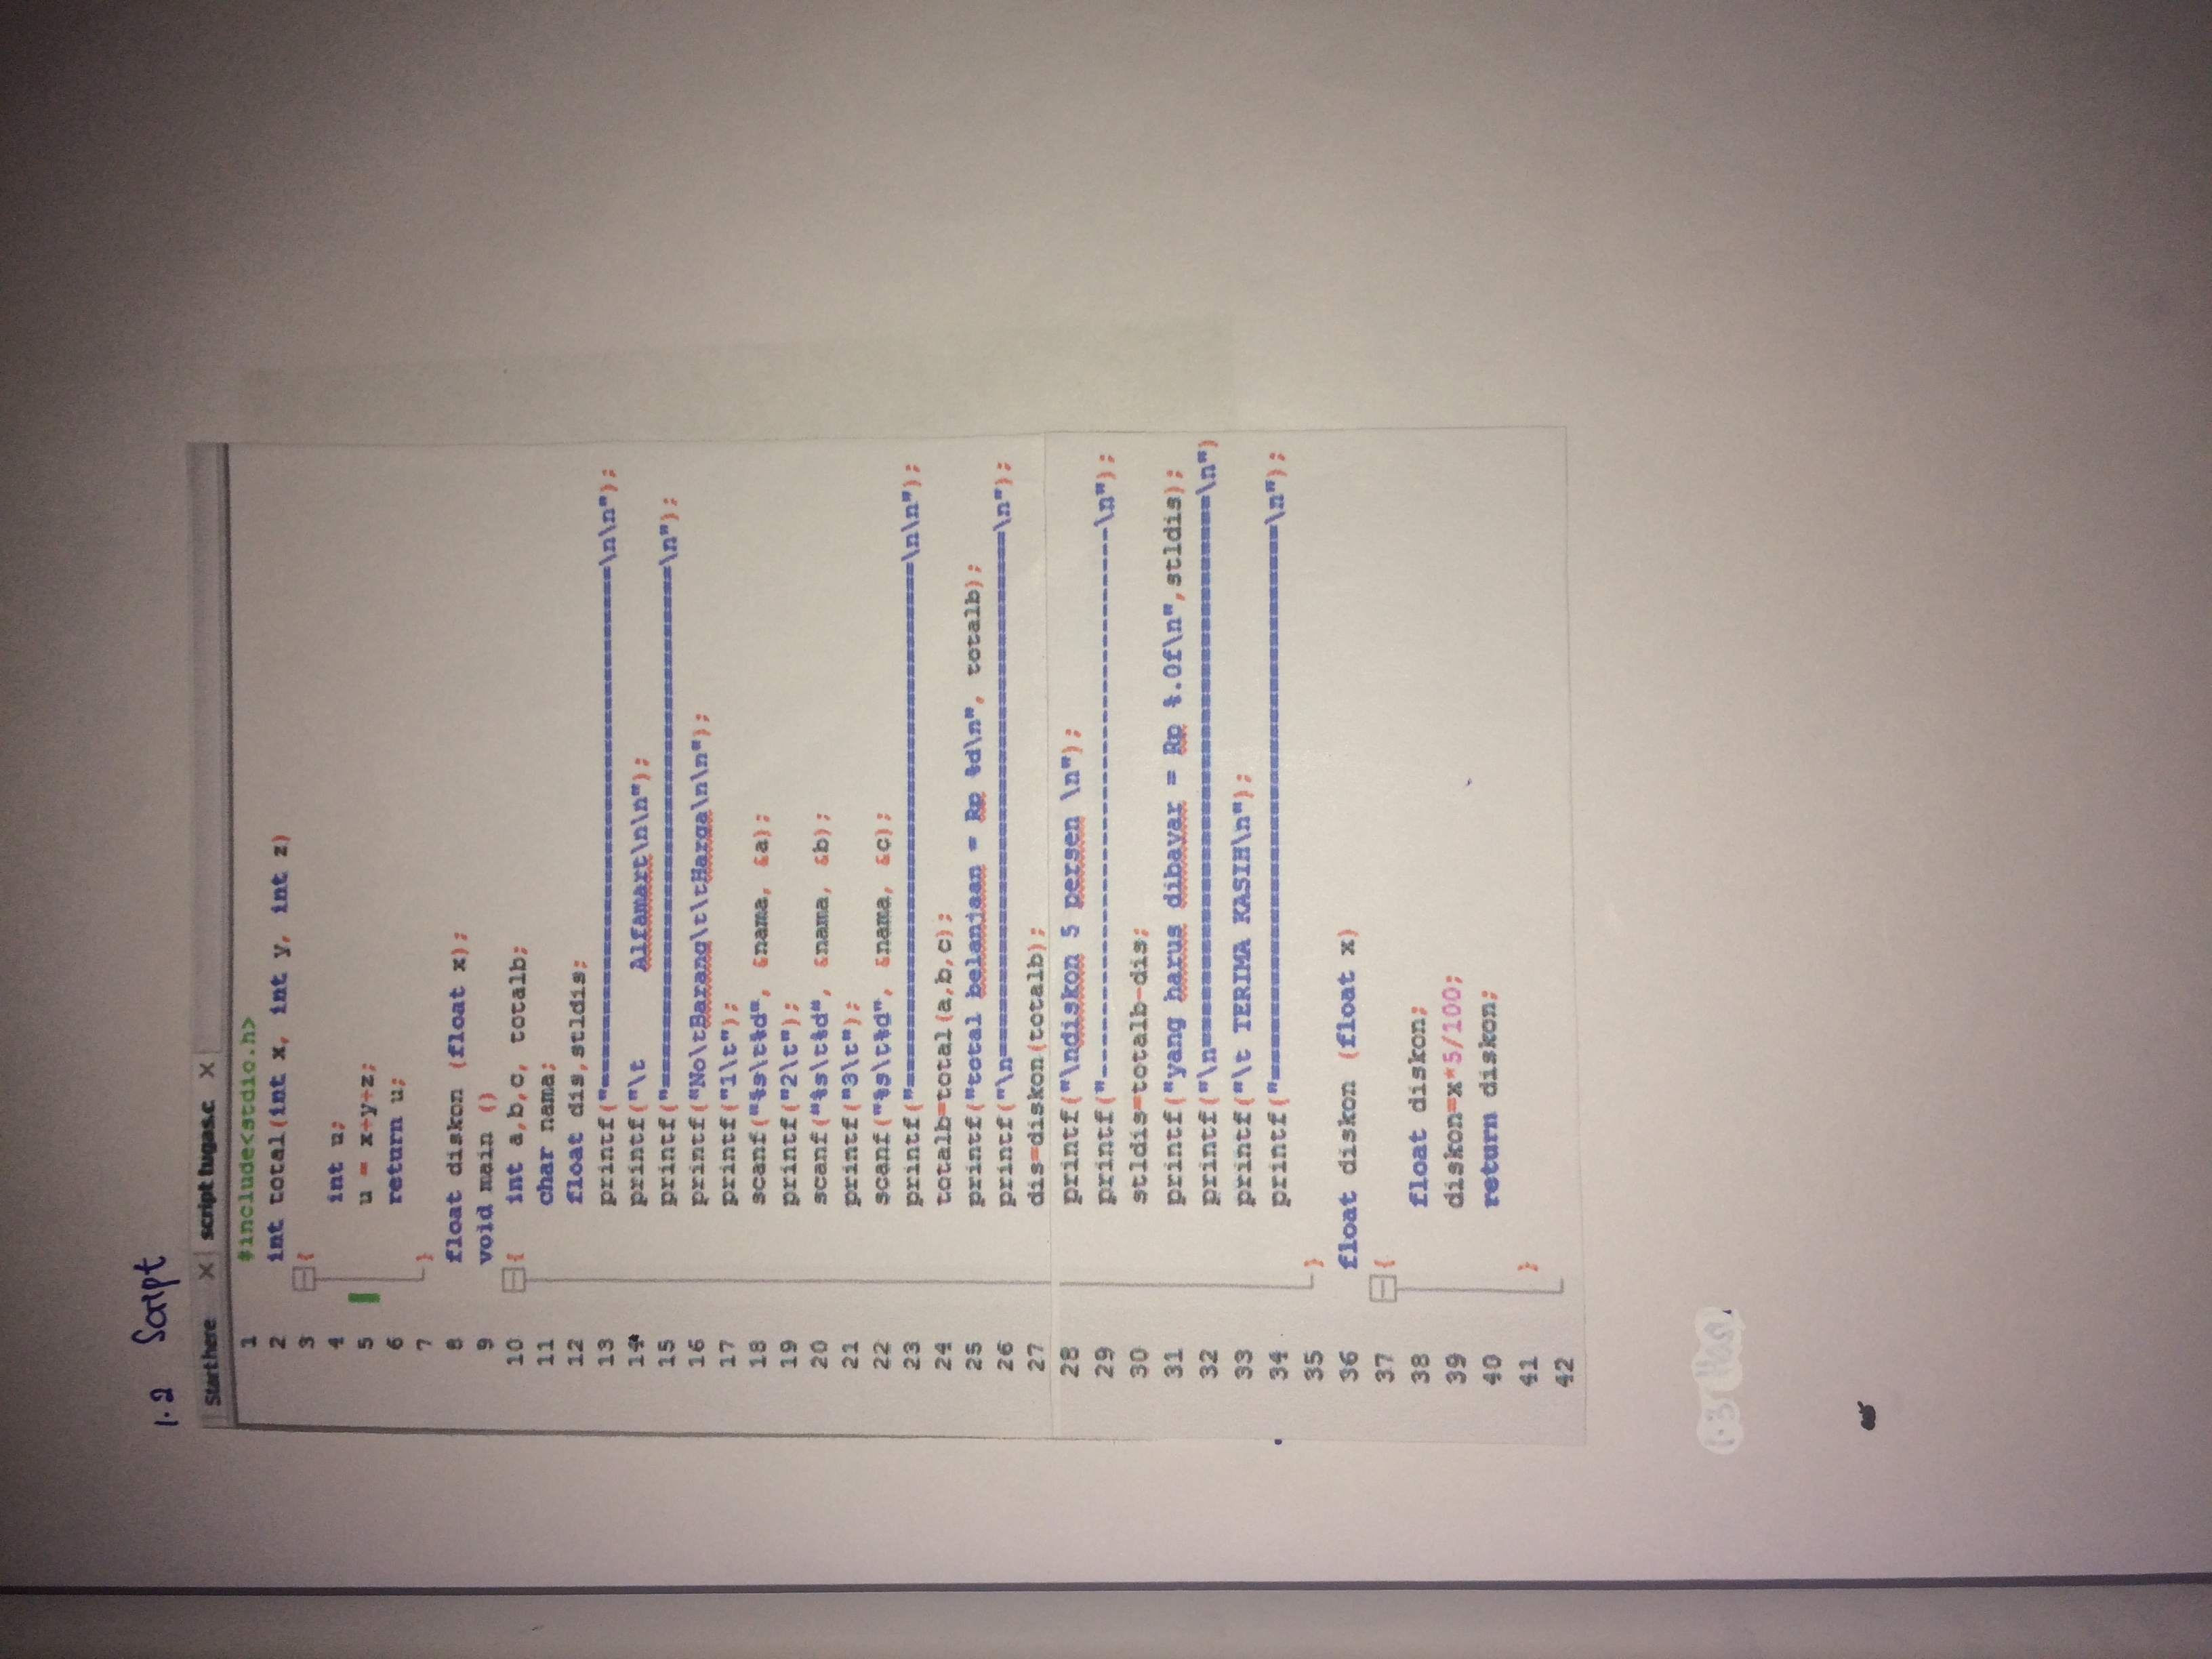 1.2 Script
Start here X script tugas.c X
1 #include<stdio.h>
2 int total(int x, int y, int z)
3 {
4 int u;
5 u = x+y+z;
6 return u;
7 }
8 float diskon (float x);
9 void main ()
10 { int a,b,c, totalb;
11 char nama;
12 float dis,stldis;
13 printf("==========================================\n\n");
14 printf("\t Alfamart\n\n");
15 printf("==========================================\n");
16 printf("No\tBarang\t\tHarga\n\n");
17 printf("1\t");
18 scanf("%s\t%d", &nama, &a);
19 printf("2\t");
20 scanf("%s\t%d", &nama, &b);
21 printf("3\t");
22 scanf("%s\t%d", &nama, &c);
23 printf("==========================================\n\n");
24 totalb=total(a,b,c);
25 printf("total belanjaan = Rp %d\n", totalb);
26 printf("\n==========================================\n");
27 dis=diskon(totalb);
28 printf("\ndiskon 5 persen \n");
29 printf("------------------------------------------\n");
30 stldis=totalb-dis;
31 printf("yang harus dibayar = Rp %.0f\n",stldis);
32 printf("\n==========================================\n")
33 printf("\t TERIMA KASIH\n");
34 printf("==========================================\n");
35 }
36 float diskon (float x)
37 {
38 float diskon;
39 diskon=x*5/100;
40 return diskon;
41 }
42